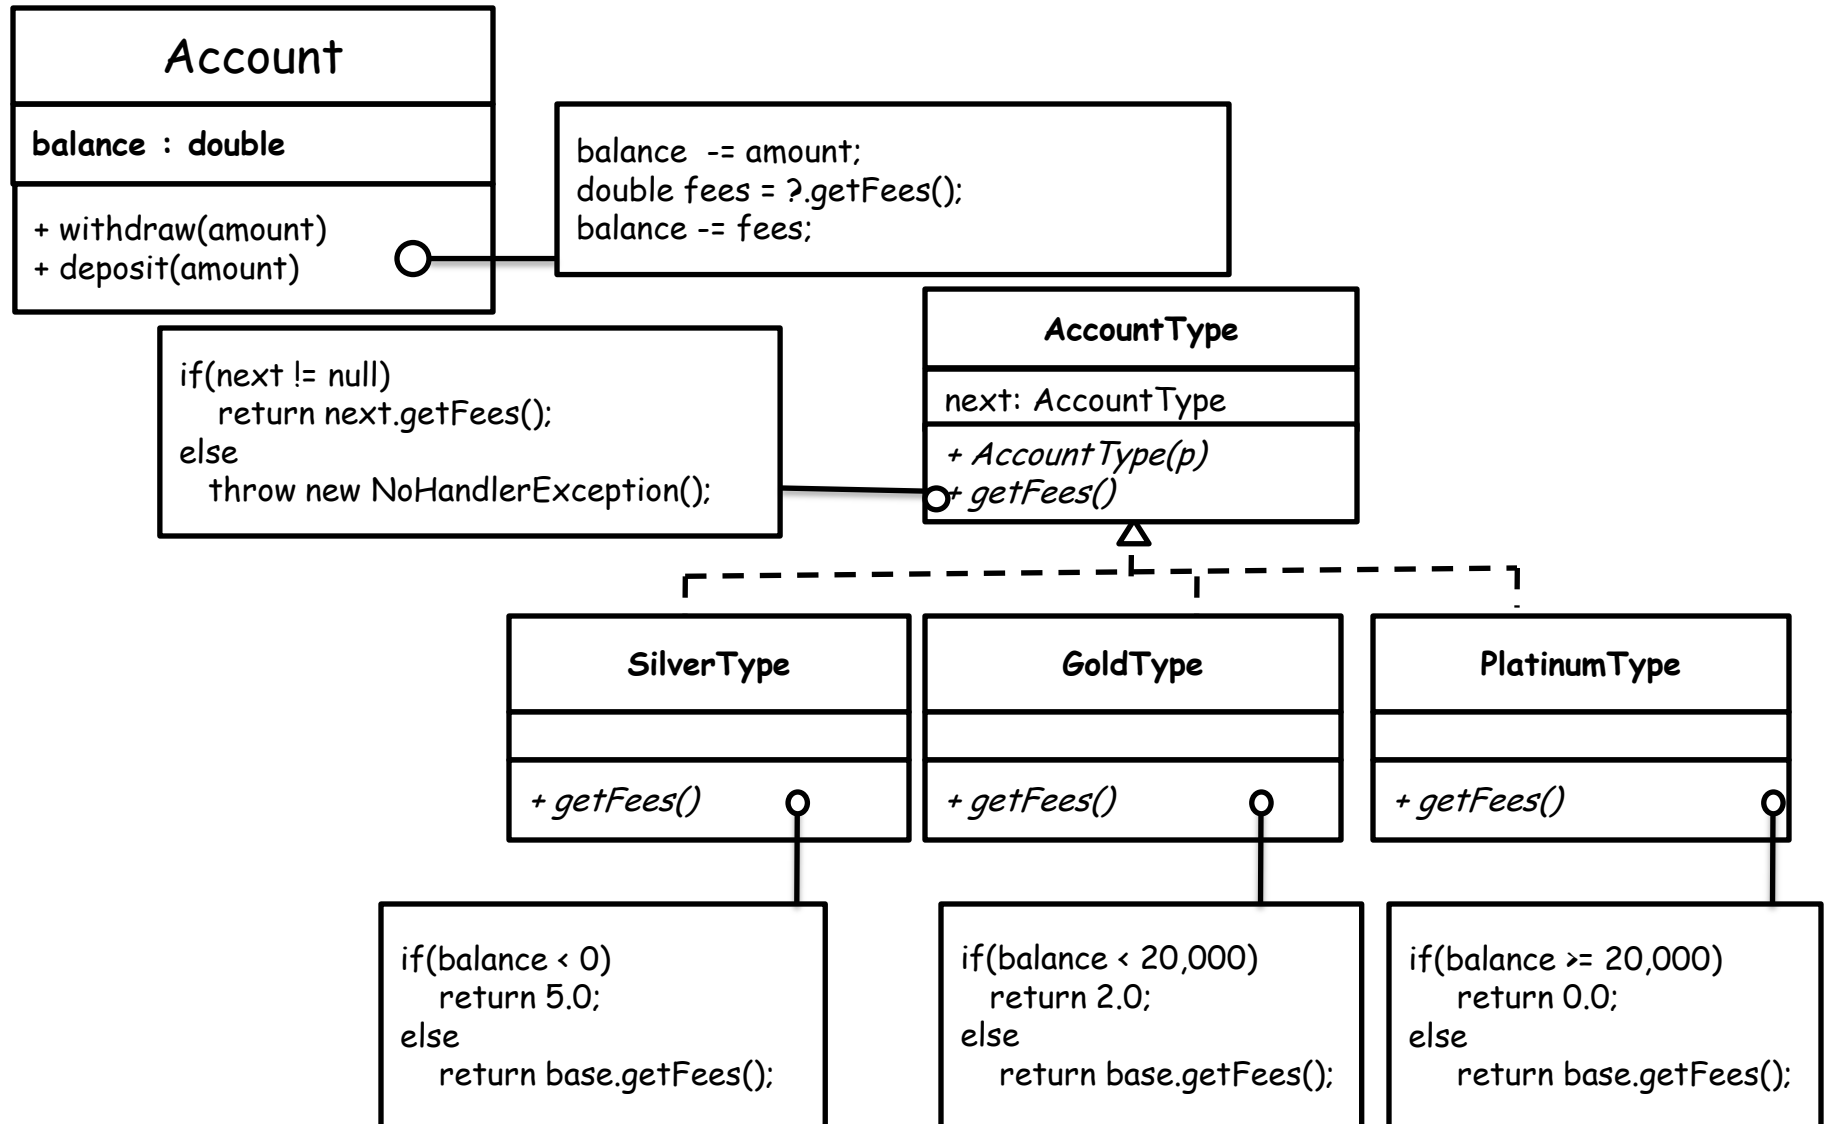 Account
balance : double
+ withdraw(amount)
+ deposit(amount)
balance -= amount;
double fees = ?.getFees();
balance -= fees;
if(next != null)
return next.getFees();
else
throw new NoHandlerException();
AccountType
next: AccountType
+ AccountType(p)
+ getFees()
SilverType
+ getFees()
GoldType
+ getFees()
PlatinumType
+ getFees()
if(balance < 0)
return 5.0;
else
return base.getFees();
if(balance < 20,000)
return 2.0;
else
return base.getFees();
if(balance >= 20,000)
return 0.0;
else
return base.getFees();